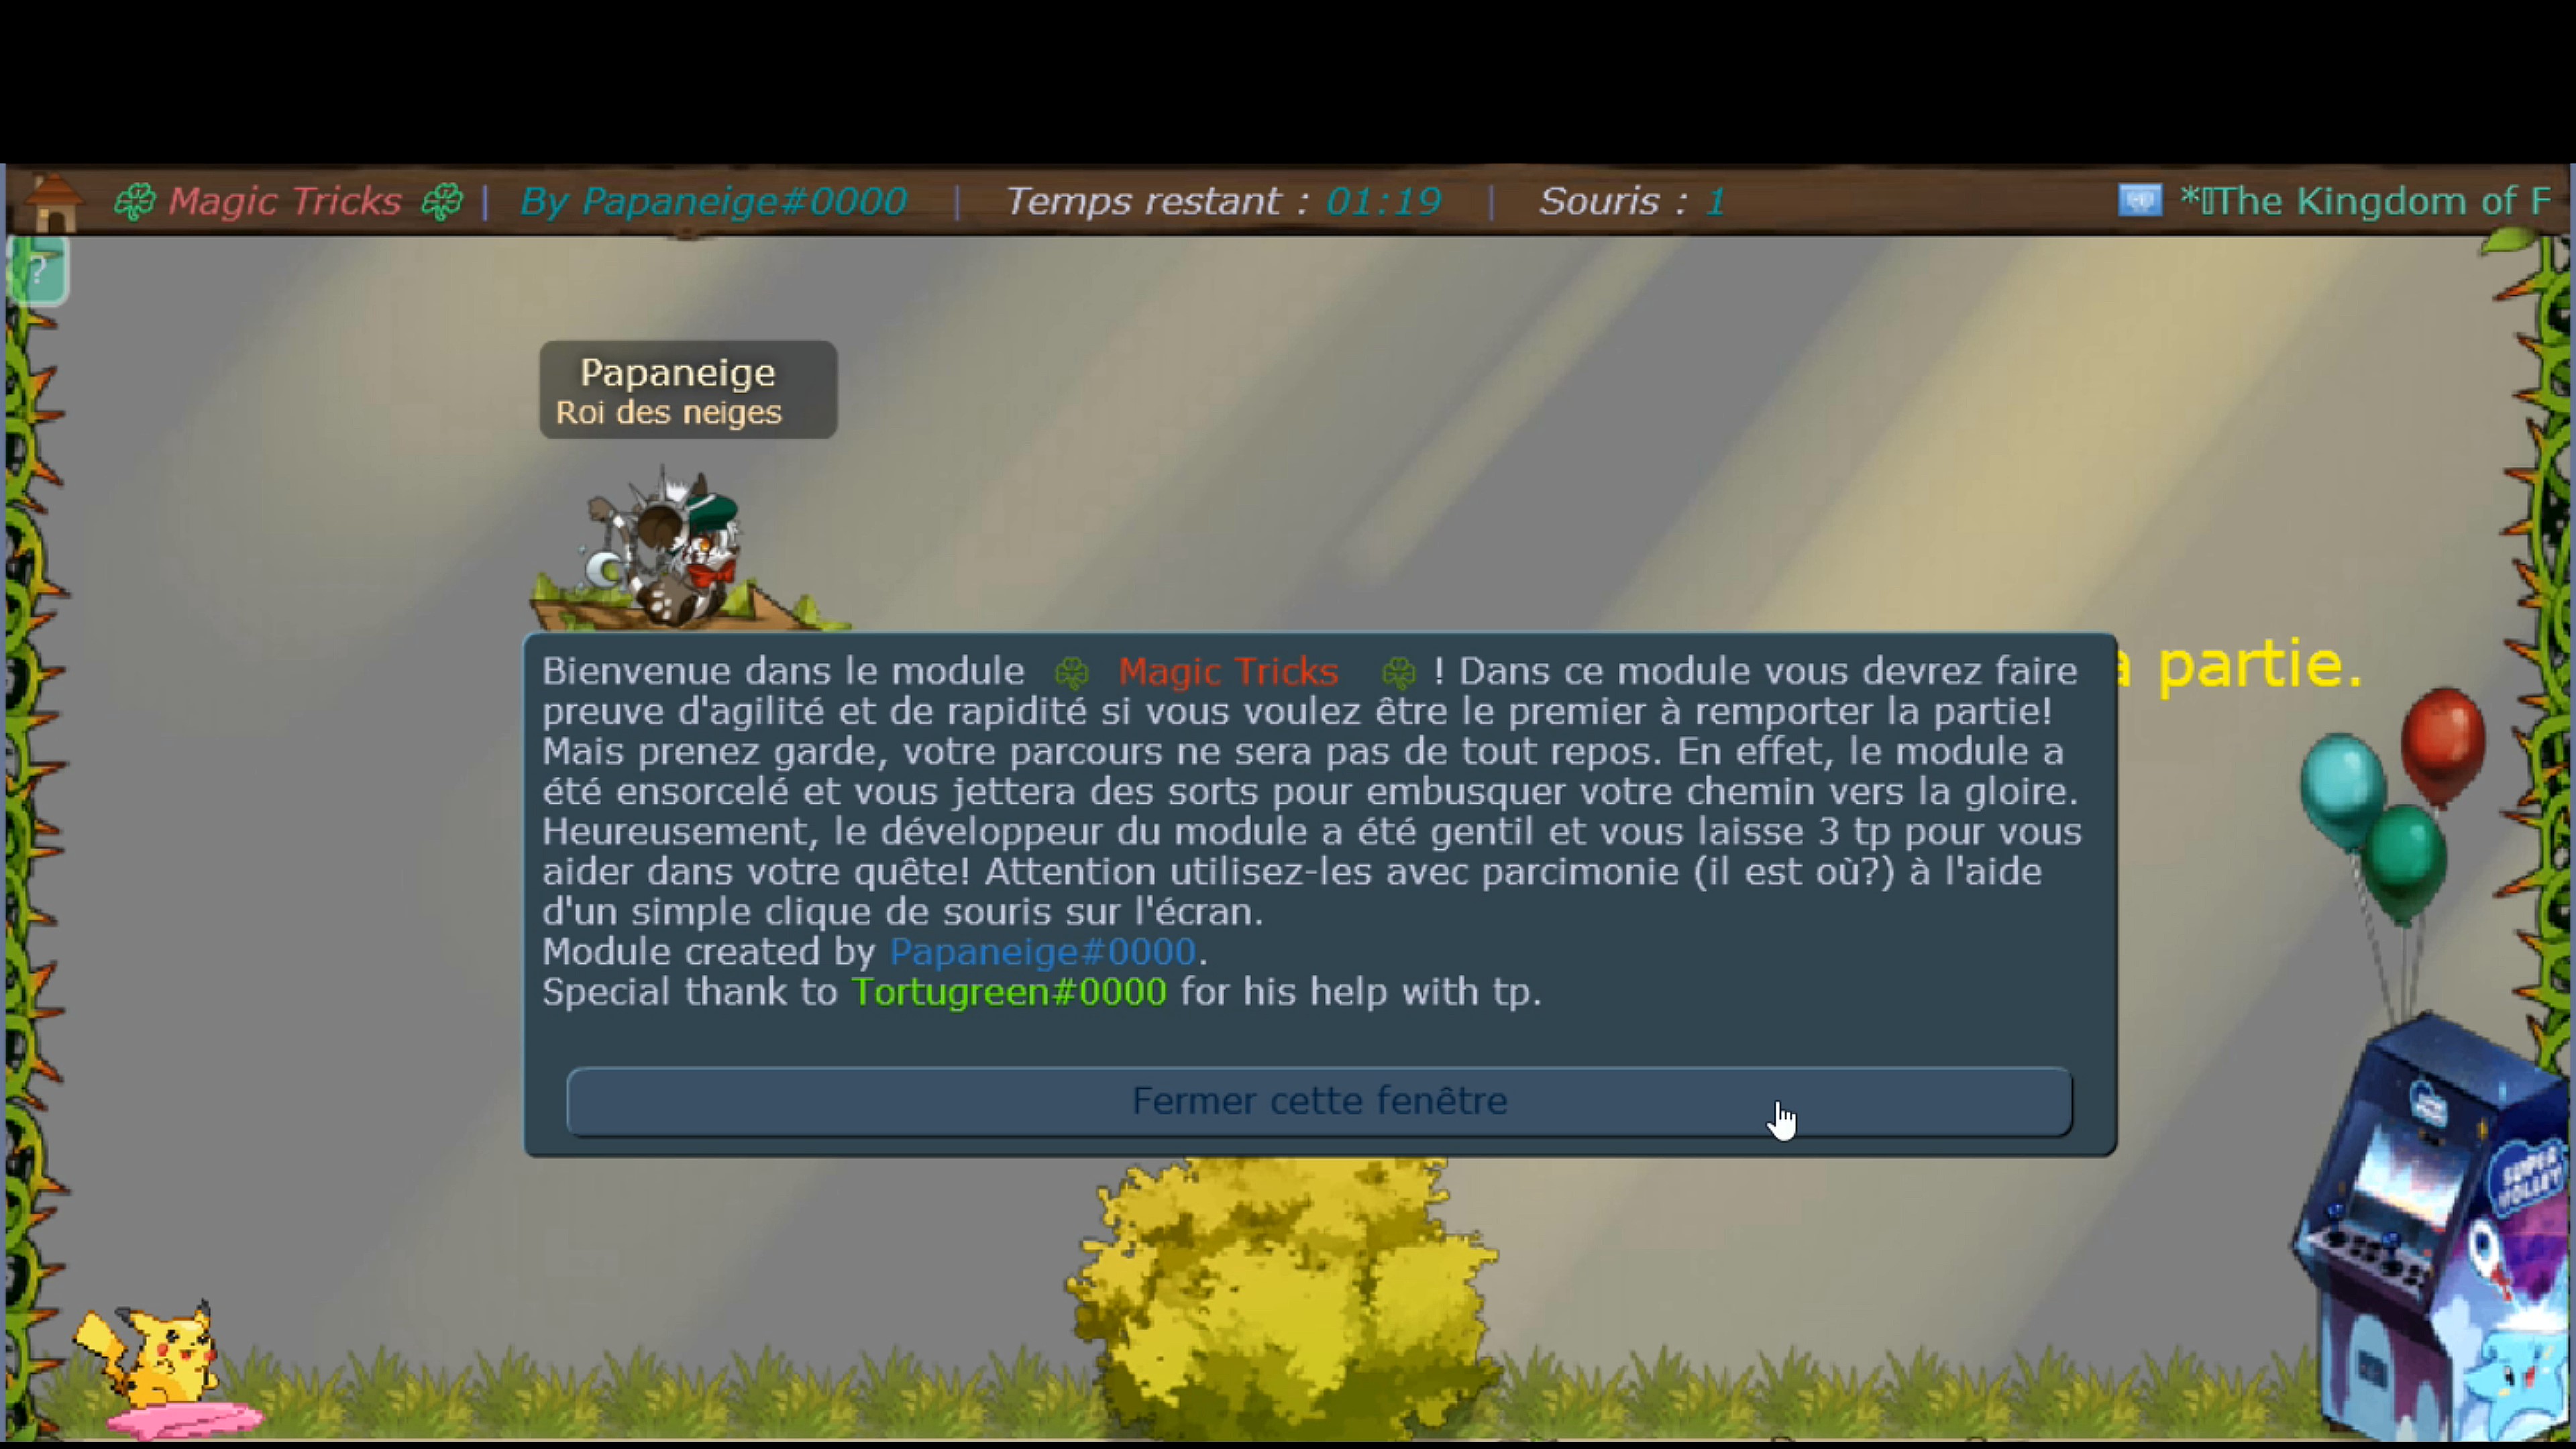 Magic Tricks | By Papaneige#0000 | Temps restant : 01:19 | Souris : 1
The Kingdom of F
?
Papaneige
Roi des neiges
Bienvenue dans le module Magic Tricks ! Dans ce module vous devrez faire
preuve d'agilité et de rapidité si vous voulez être le premier à remporter la partie!
Mais prenez garde, votre parcours ne sera pas de tout repos. En effet, le module a
été ensorcelé et vous jettera des sorts pour embusquer votre chemin vers la gloire.
Heureusement, le développeur du module a été gentil et vous laisse 3 tp pour vous
aider dans votre quête! Attention utilisez-les avec parcimonie (il est où?) à l'aide
d'un simple clique de souris sur l'écran.
Module created by Papaneige#0000.
Special thank to Tortugreen#0000 for his help with tp.
a partie.
Fermer cette fenêtre
SUPER
VOLLEY